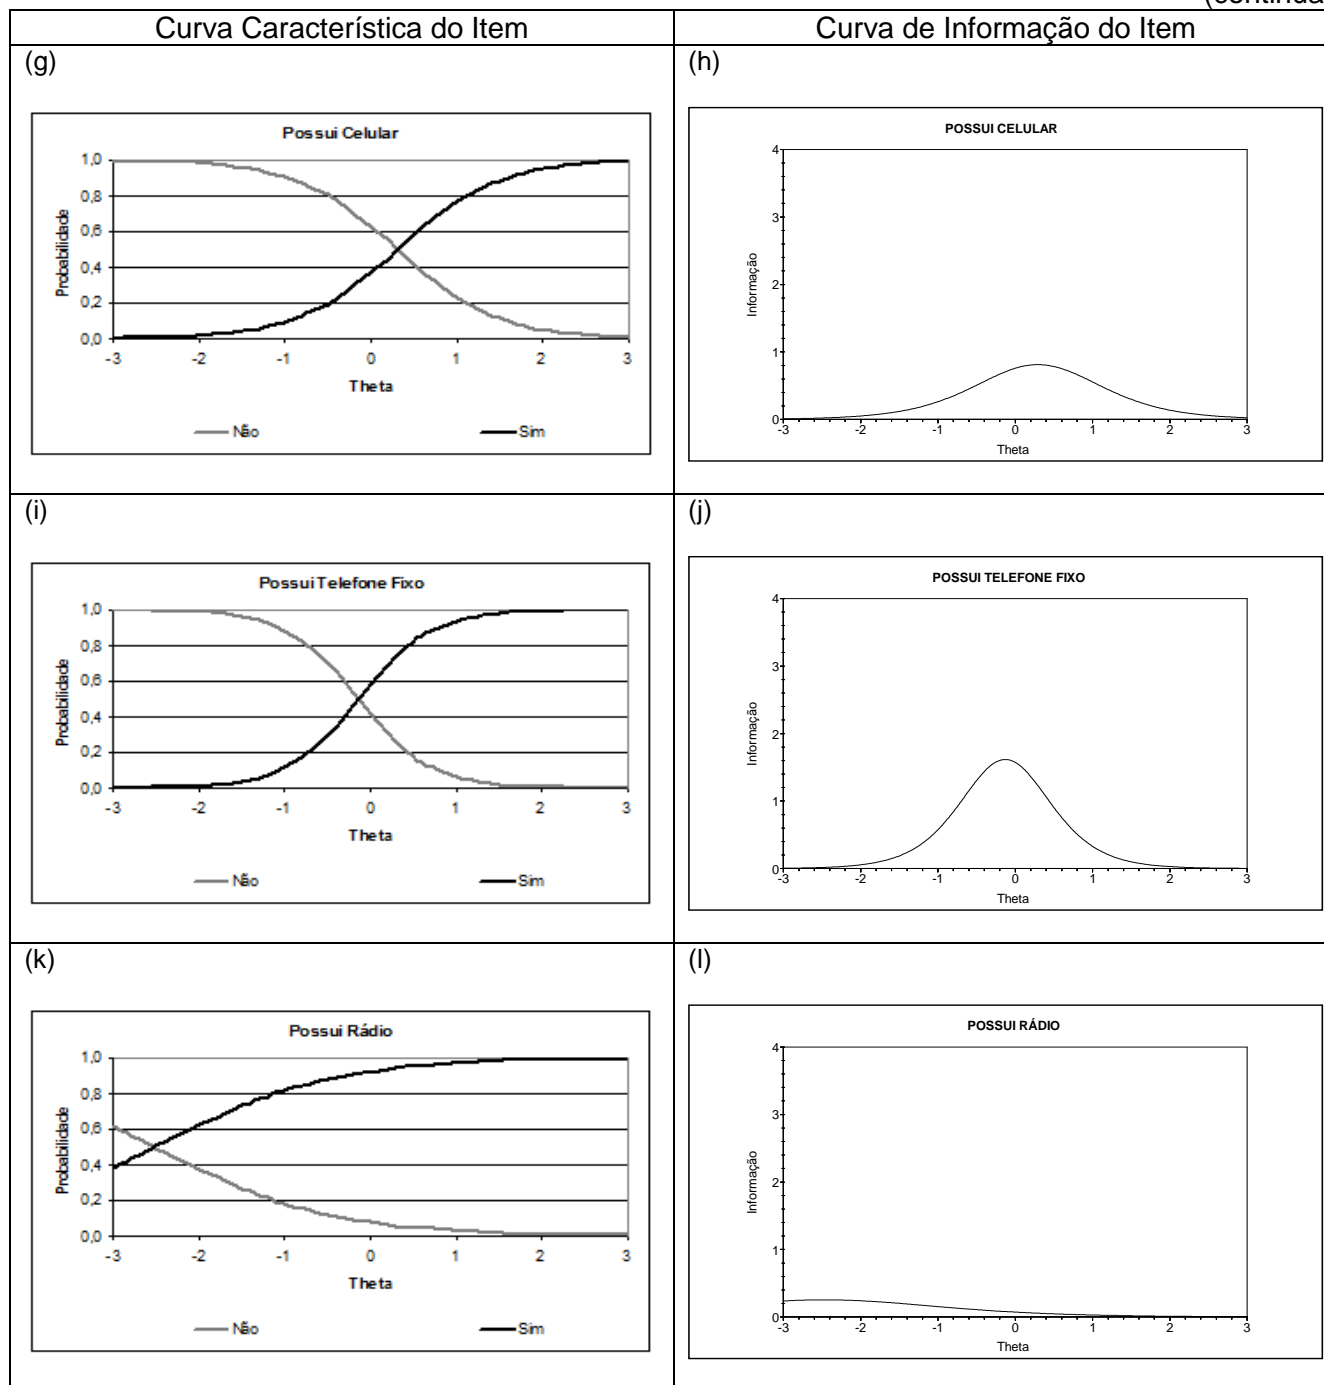 (continua
Curva Característica do Item
Curva de Informação do Item
(g)
(h)
Possui Celular
1,0
0,8
0,6
0,4
0,2
0,0
Probabilidade
-3 -2 -1 0 1 2 3
Theta
Não Sim
POSSUI CELULAR
4
3
2
1
0
Informação
-3 -2 -1 0 1 2 3
Theta
(i)
(j)
Possui Telefone Fixo
1,0
0,8
0,6
0,4
0,2
0,0
Probabilidade
-3 -2 -1 0 1 2 3
Theta
Não Sim
POSSUI TELEFONE FIXO
4
3
2
1
0
Informação
-3 -2 -1 0 1 2 3
Theta
(k)
(l)
Possui Rádio
1,0
0,8
0,6
0,4
0,2
0,0
Probabilidade
-3 -2 -1 0 1 2 3
Theta
Não Sim
POSSUI RÁDIO
4
3
2
1
0
Informação
-3 -2 -1 0 1 2 3
Theta